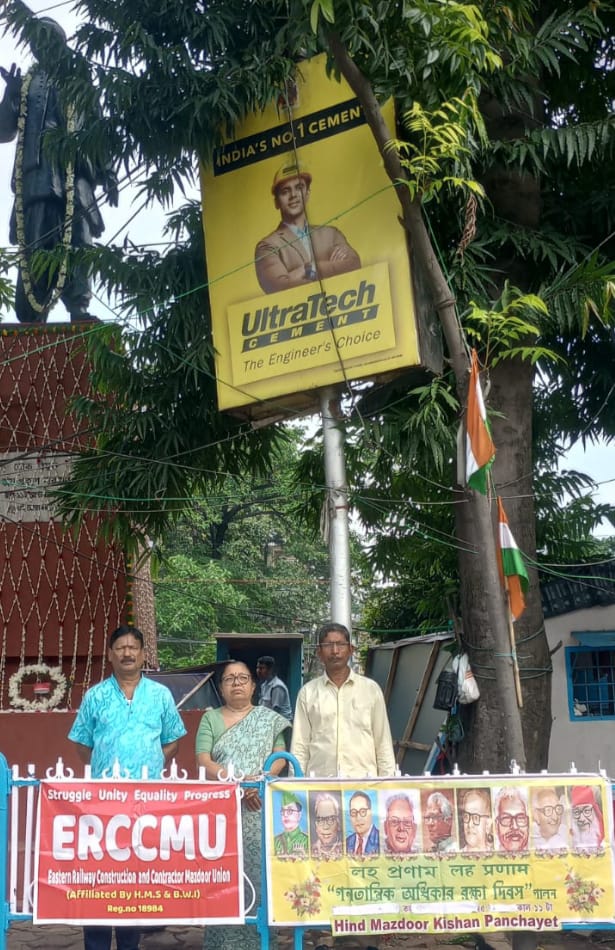 INDIA'S NO.1 CEMENT
UltraTech
CEMENT
The Engineer's Choice
Struggle Unity Equality Progress
ERCCMU
Eastern Railway Construction and Contractor Mazdoor Union
(Affiliated By H.M.S & B.W.I)
Reg.no 18984
লহ প্রণাম লহ প্রণাম
"গনতান্ত্রিক অধিকার রক্ষা দিবস" পালন
১১ টা
Hind Mazdoor Kishan Panchayet